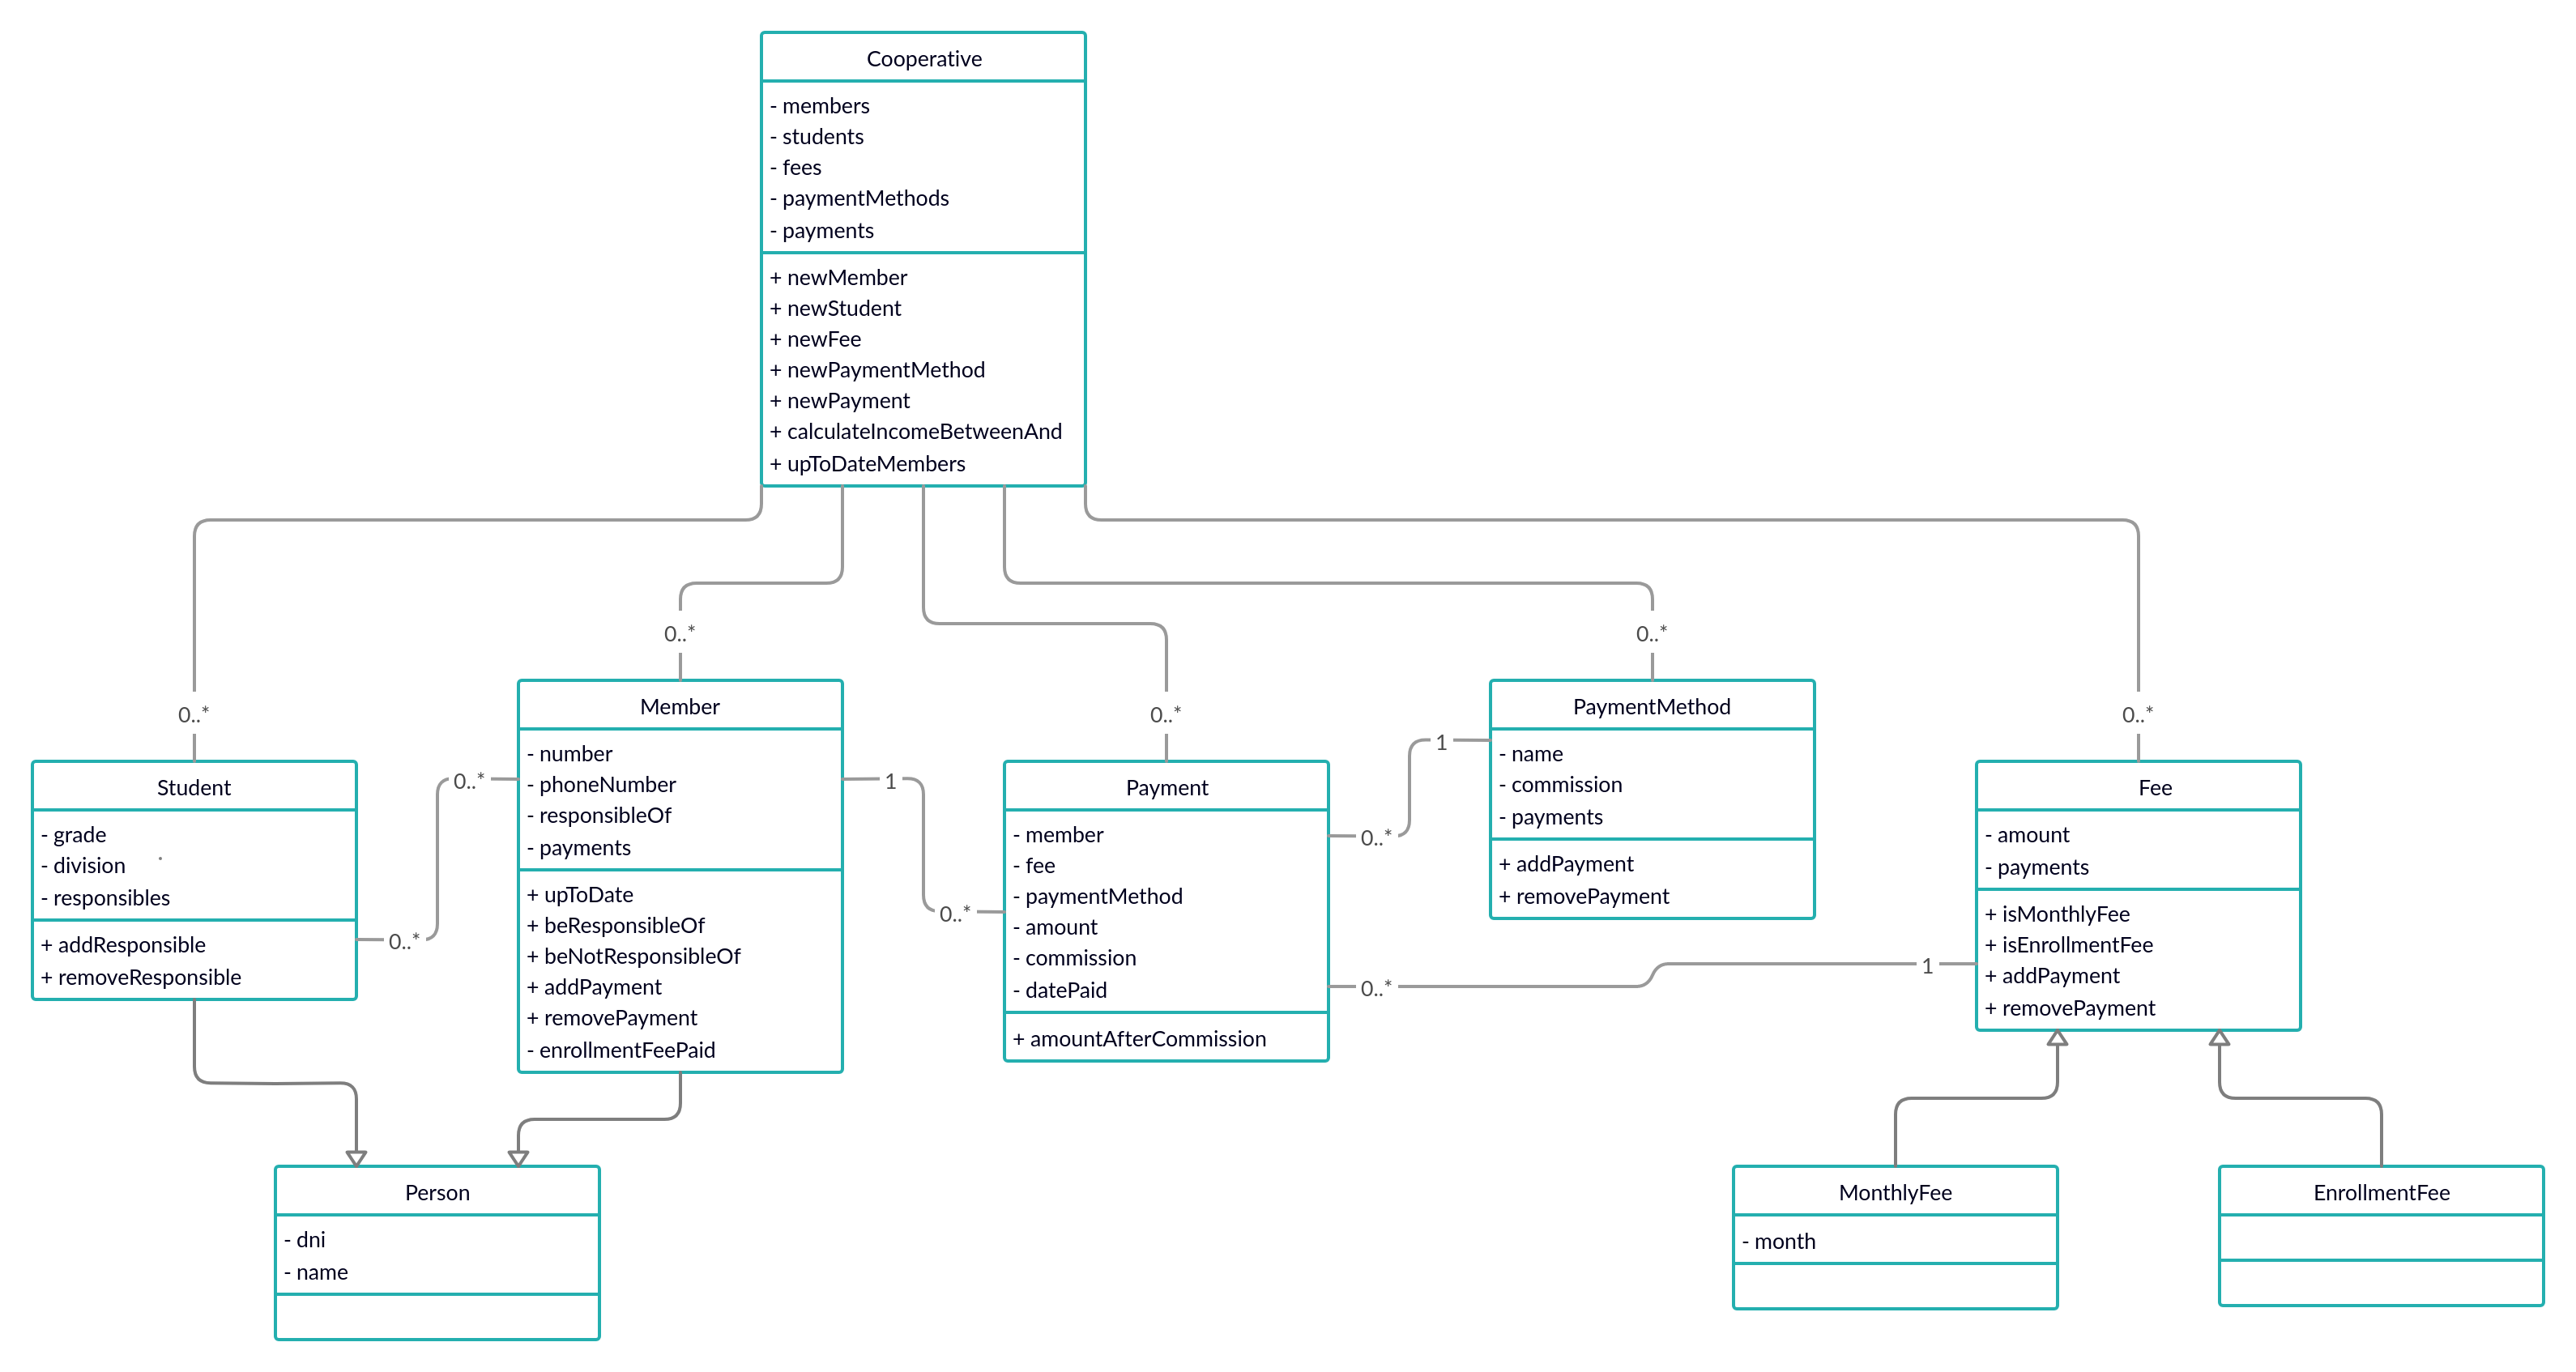 Cooperative
- members
- students
- fees
- paymentMethods
- payments
+ newMember
+ newStudent
+ newFee
+ newPaymentMethod
+ newPayment
+ calculateIncomeBetweenAnd
+ upToDateMembers
0..*
0..*
0..*
0..*
0..*
Student
- grade
- division
- responsibles
+ addResponsible
+ removeResponsible
0..*
0..*
Member
- number
- phoneNumber
- responsibleOf
- payments
+ upToDate
+ beResponsibleOf
+ beNotResponsibleOf
+ addPayment
+ removePayment
- enrollmentFeePaid
1
0..*
Payment
- member
- fee
- paymentMethod
- amount
- commission
- datePaid
+ amountAfterCommission
1
0..*
PaymentMethod
- name
- commission
- payments
+ addPayment
+ removePayment
0..*
1
Fee
- amount
- payments
+ isMonthlyFee
+ isEnrollmentFee
+ addPayment
+ removePayment
Person
- dni
- name
MonthlyFee
- month
EnrollmentFee